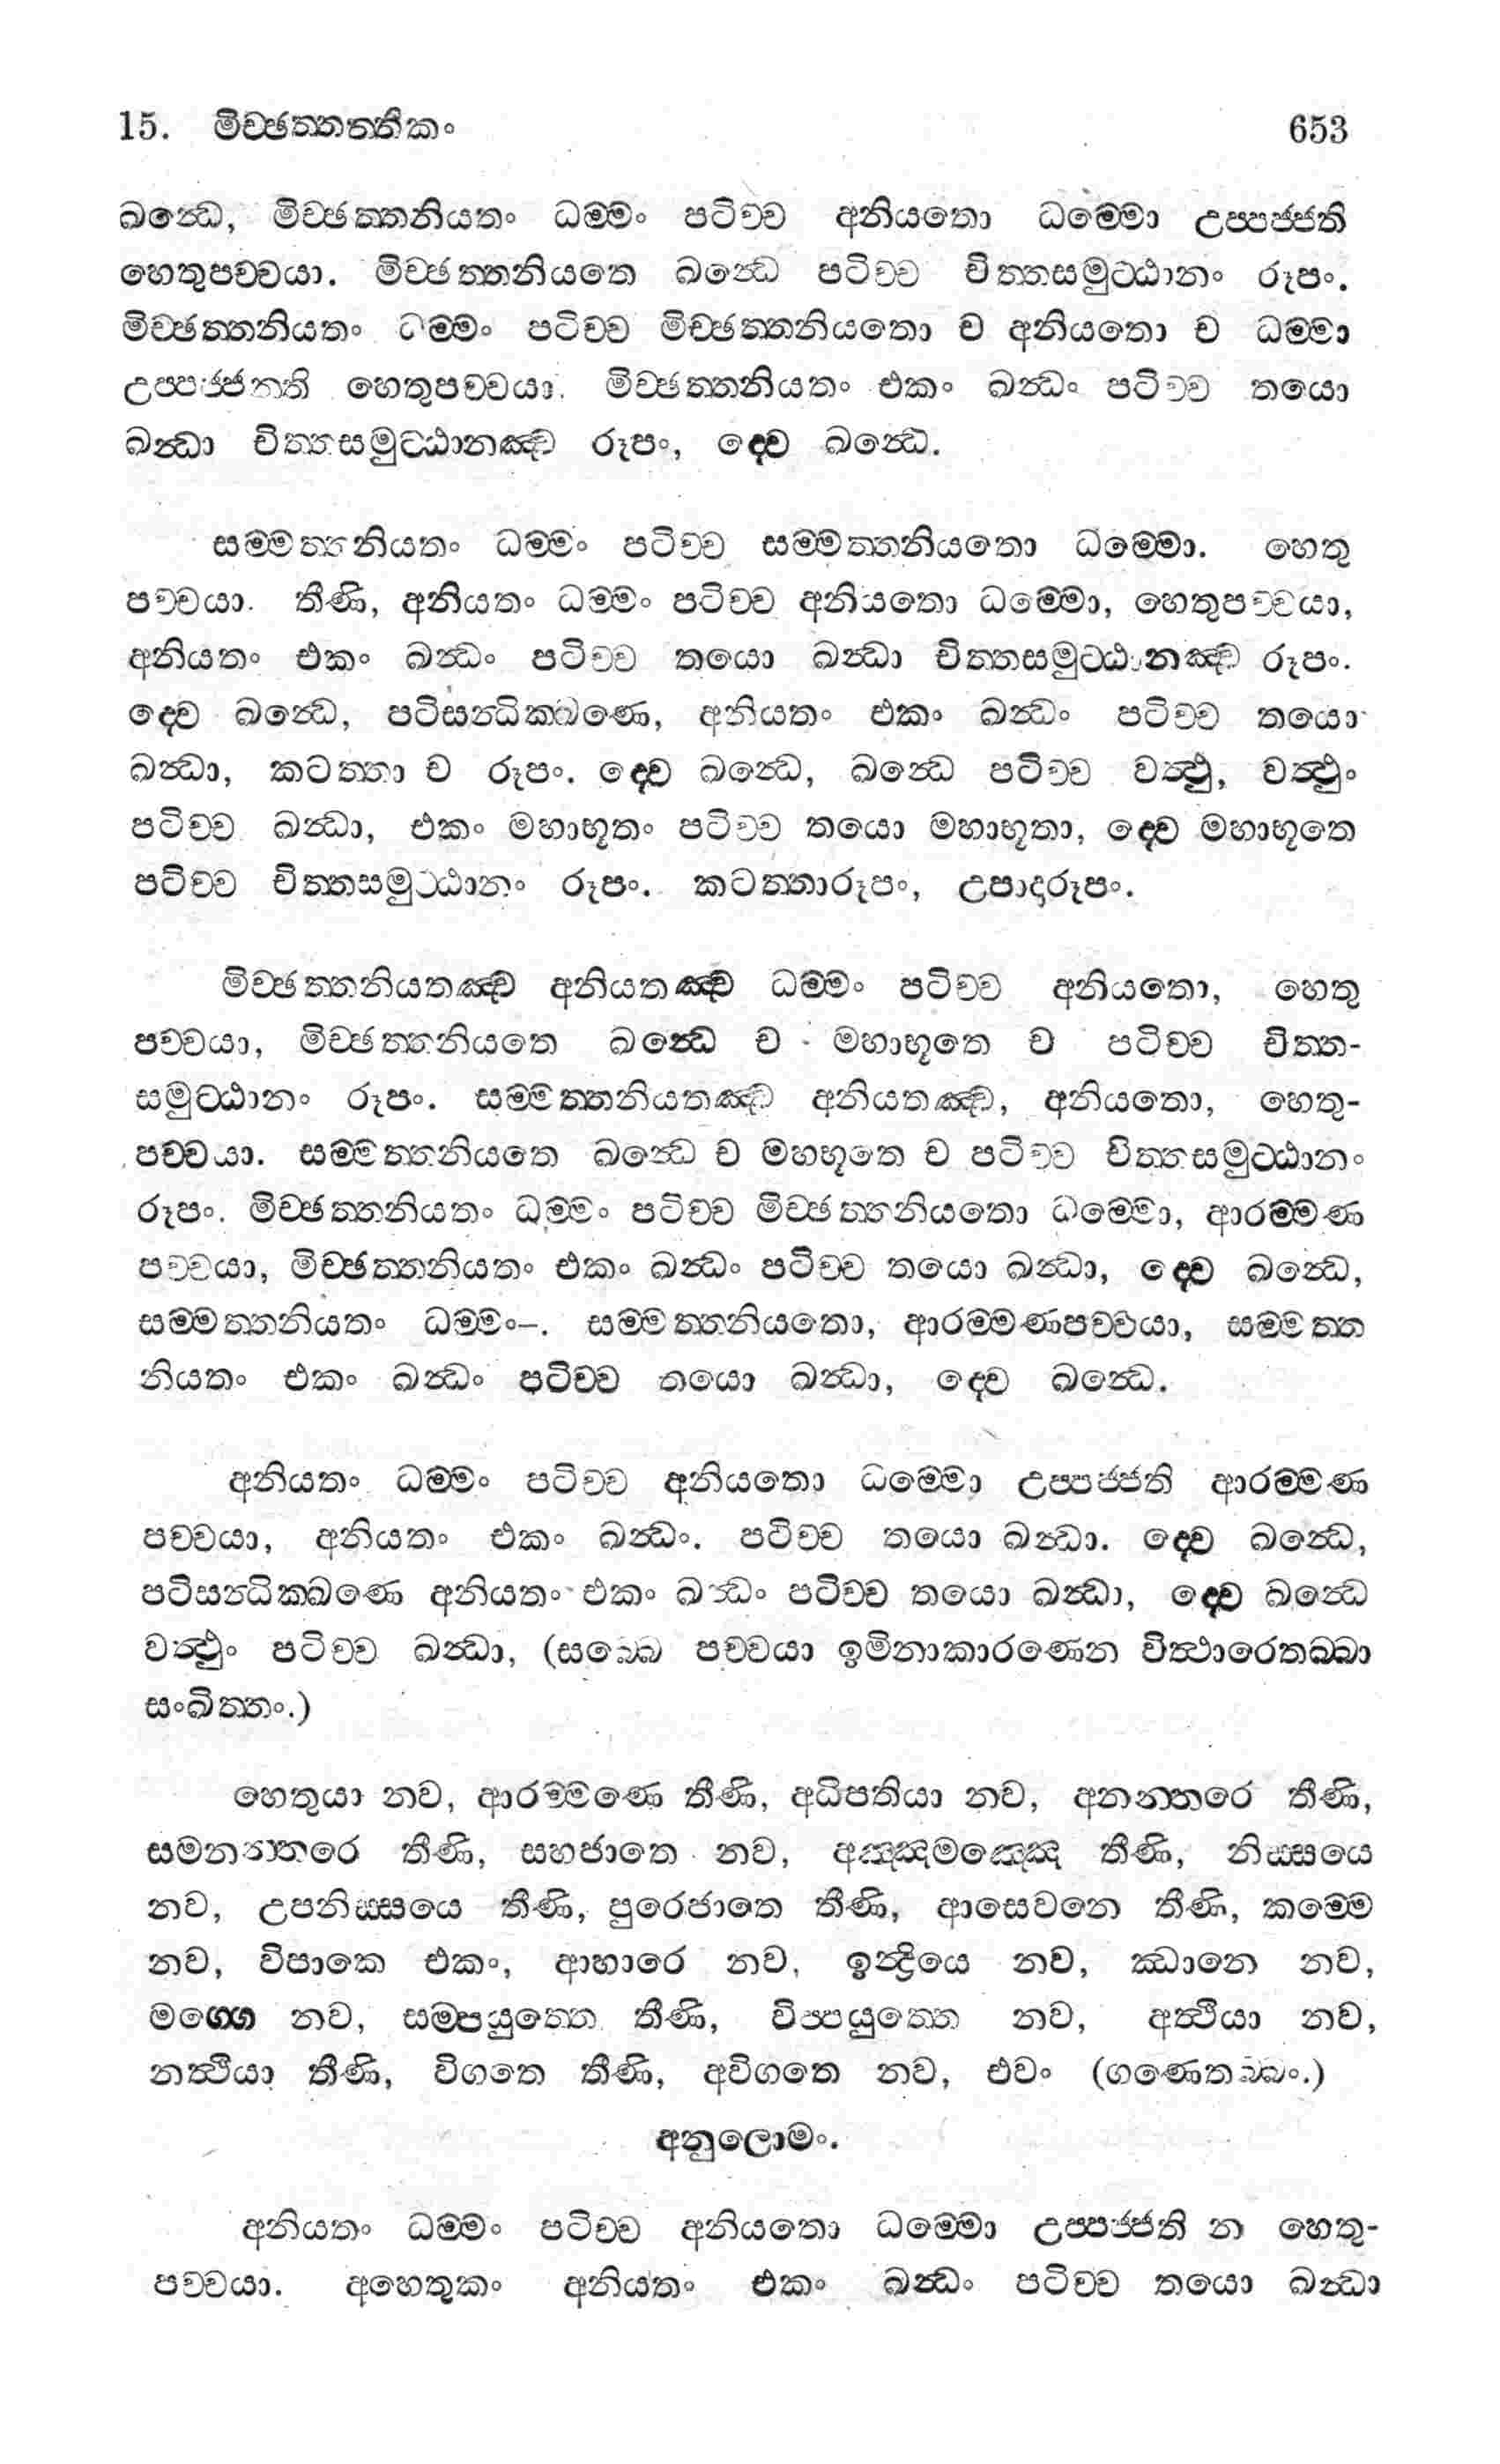 15. මිච්ඡත්තත්තිකං 653
ඛන්ධෙ, මිච්ඡත්තනියතං ධම්මං පටිච්ච අනියතො ධම්මො උප්පජ්ජති
හෙතුපච්චයා. මිච්ඡත්තනියතෙ ඛන්ධෙ පටිච්ච චිත්තසමුට්ඨානං රූපං.
මිච්ඡත්තනියතං ධම්මං පටිච්ච මිච්ඡත්තනියතො ච අනියතො ච ධම්මා
උප්පජ්ජන්ති හෙතුපච්චයා. මිච්ඡත්තනියතං එකං ඛන්ධං පටිච්ච තයො
ඛන්ධා චිත්තසමුට්ඨානඤ්ච රූපං, ද්වෙ ඛන්ධෙ.
සම්මත්තනියතං ධම්මං පටිච්ච සම්මත්තනියතො ධම්මො. හෙතු
පච්චයා. තීණි, අනියතං ධම්මං පටිච්ච අනියතො ධම්මො, හෙතුපච්චයා,
අනියතං එකං ඛන්ධං පටිච්ච තයො ඛන්ධා චිත්තසමුට්ඨානඤ්ච රූපං.
ද්වෙ ඛන්ධෙ, පටිසන්ධික්ඛණෙ, අනියතං එකං ඛන්ධං පටිච්ච තයො
ඛන්ධා, කටත්තා ච රූපං. ද්වෙ ඛන්ධෙ, ඛන්ධෙ පටිච්ච වත්ථු, වත්ථුං
පටිච්ච ඛන්ධා, එකං මහාභූතං පටිච්ච තයො මහාභූතා, ද්වෙ මහාභූතෙ
පටිච්ච චිත්තසමුට්ඨානං රූපං. කටත්තාරූපං, උපාදාරූපං.
මිච්ඡත්තනියතඤ්ච අනියතඤ්ච ධම්මං පටිච්ච අනියතො, හෙතු
පච්චයා, මිච්ඡත්තනියතෙ ඛන්ධෙ ච මහාභූතෙ ච පටිච්ච චිත්ත-
සමුට්ඨානං රූපං. සම්මත්තනියතඤ්ච අනියතඤ්ච, අනියතො, හෙතු-
පච්චයා. සම්මත්තනියතෙ ඛන්ධෙ ච මහභූතෙ ච පටිච්ච චිත්තසමුට්ඨානං
රූපං. මිච්ඡත්තනියතං ධම්මං පටිච්ච මිච්ඡත්තනියතො ධම්මො, ආරම්මණ
පච්චයා, මිච්ඡත්තනියතං එකං ඛන්ධං පටිච්ච තයො ඛන්ධා, ද්වෙ ඛන්ධෙ,
සම්මත්තනියතං ධම්මං–. සම්මත්තනියතො, ආරම්මණපච්චයා, සම්මත්ත
නියතං එකං ඛන්ධං පටිච්ච තයො ඛන්ධා, ද්වෙ ඛන්ධෙ.
අනියතං ධම්මං පටිච්ච අනියතො ධම්මො උප්පජ්ජති ආරම්මණ
පච්චයා, අනියතං එකං ඛන්ධං. පටිච්ච තයො ඛන්ධා. ද්වෙ ඛන්ධෙ,
පටිසන්ධික්ඛණෙ අනියතං එකං ඛන්ධං පටිච්ච තයො ඛන්ධා, ද්වෙ ඛන්ධෙ
වත්ථුං පටිච්ච ඛන්ධා, (සබ්බෙ පච්චයා ඉමිනාකාරණෙන විත්ථාරෙතබ්බා
සංඛිත්තං.)
හෙතුයා නව, ආරම්මණෙ තීණි, අධිපතියා නව, අනන්තරෙ තීණි,
සමනන්තරෙ තීණි, සහජාතෙ නව, අඤ්ඤමඤ්ඤෙ තීණි, නිස්සයෙ
නව, උපනිස්සයෙ තීණි, පුරෙජාතෙ තීණි, ආසෙවනෙ තීණි, කම්මෙ
නව, විපාකෙ එකං, ආහාරෙ නව, ඉන්ද්‍රියෙ නව, ඣානෙ නව,
මග්ගෙ නව, සම්පයුත්තෙ තීණි, විප්පයුත්තෙ නව, අත්ථියා නව,
නත්ථියා තීණි, විගතෙ තීණි, අවිගතෙ නව, එවං (ගණෙතබ්බං.)
අනුලොමං.
අනියතං ධම්මං පටිච්ච අනියතො ධම්මො උප්පජ්ජති න හෙතු-
පච්චයා. අහෙතුකං අනියතං එකං ඛන්ධං පටිච්ච තයො ඛන්ධා